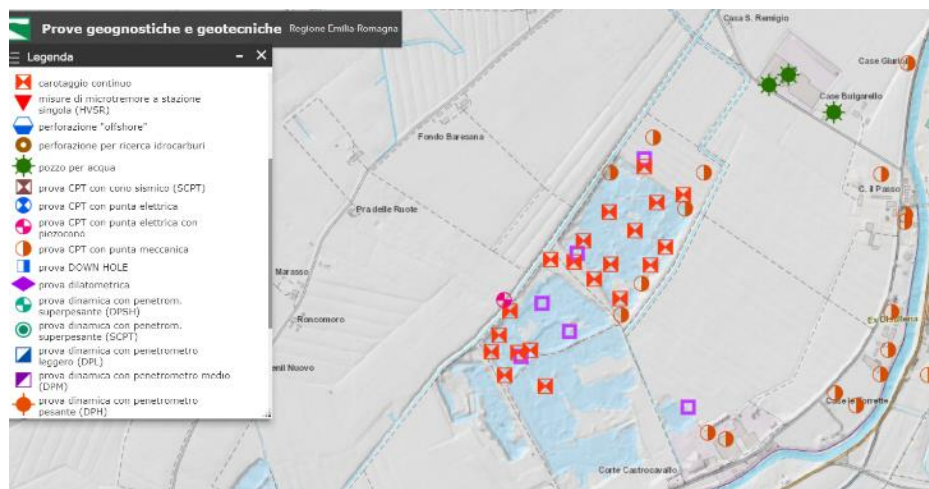 Prove geognostiche e geotecniche Regione Emilia Romagna
Legenda
carotaggio continuo
misure di microtremore a stazione
singola (HVSR)
perforazione "offshore"
perforazione per ricerca idrocarburi
pozzo per acqua
prova CPT con cono sismico (SCPT)
prova CPT con punta elettrica
prova CPT con punta elettrica con
piezocono
prova CPT con punta meccanica
prova DOWN HOLE
prova dilatometrica
prova dinamica con penetrom.
superpesante (DPSH)
prova dinamica con penetrom.
superpesante (SCPT)
prova dinamica con penetrometro
leggero (DPL)
prova dinamica con penetrometro medio
(DPM)
prova dinamica con penetrometro
pesante (DPH)
Casa S. Remigio
Case Bulgarello
Fondo Baresana
C. il Passo
Pra delle Ruote
Marasso
Roncomoro
enil Nuovo
Corte Castrocavallo